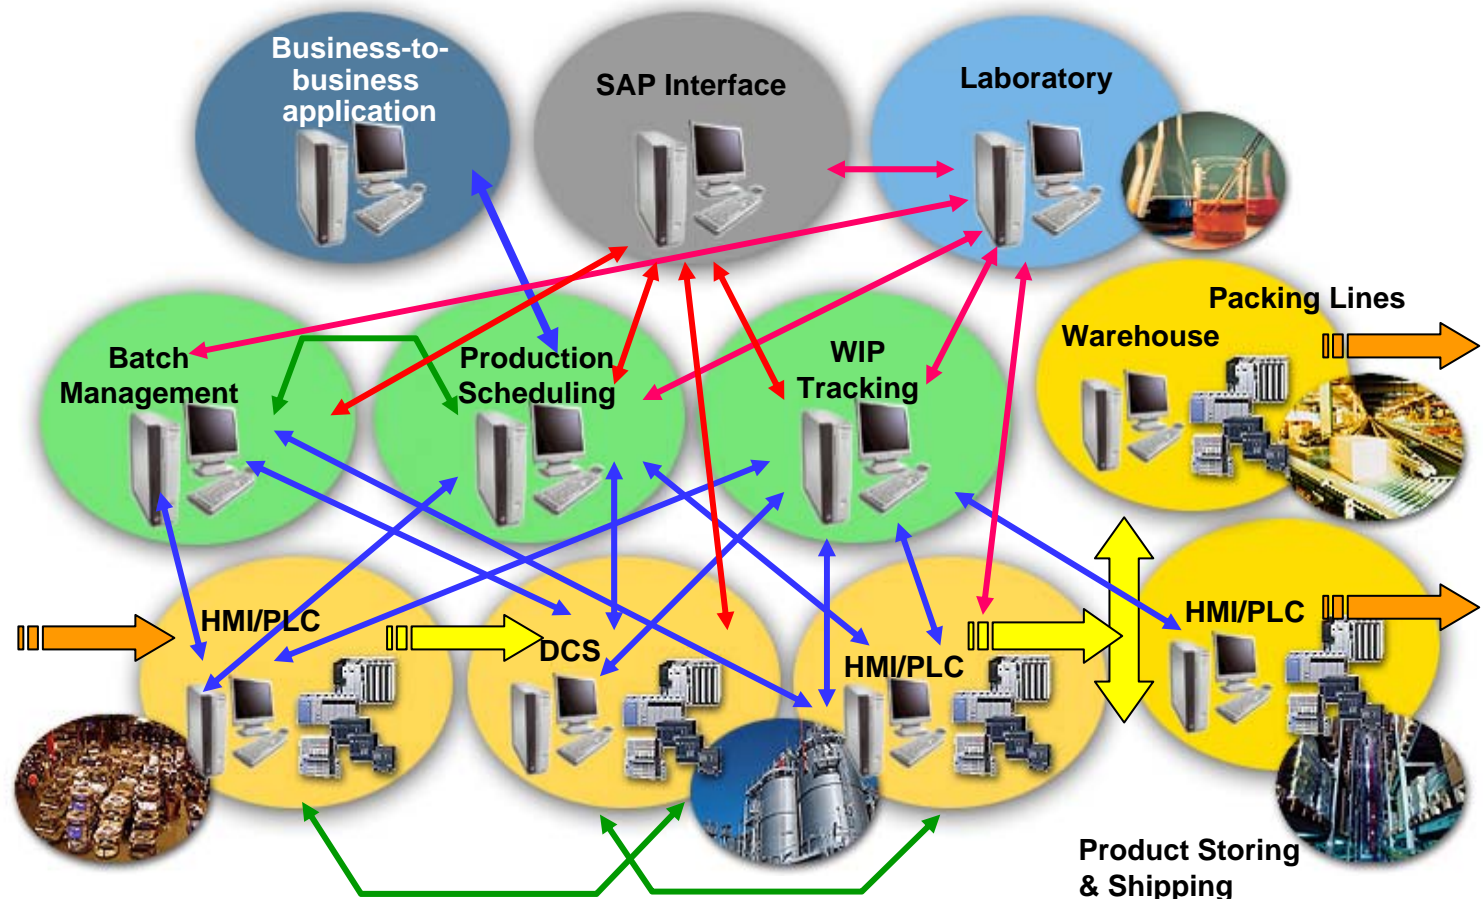 Business-to-
business
application
SAP Interface
Laboratory
Packing Lines
Warehouse
Batch
Management
Production
Scheduling
WIP
Tracking
HMI/PLC
DCS
HMI/PLC
HMI/PLC
Product Storing
& Shipping